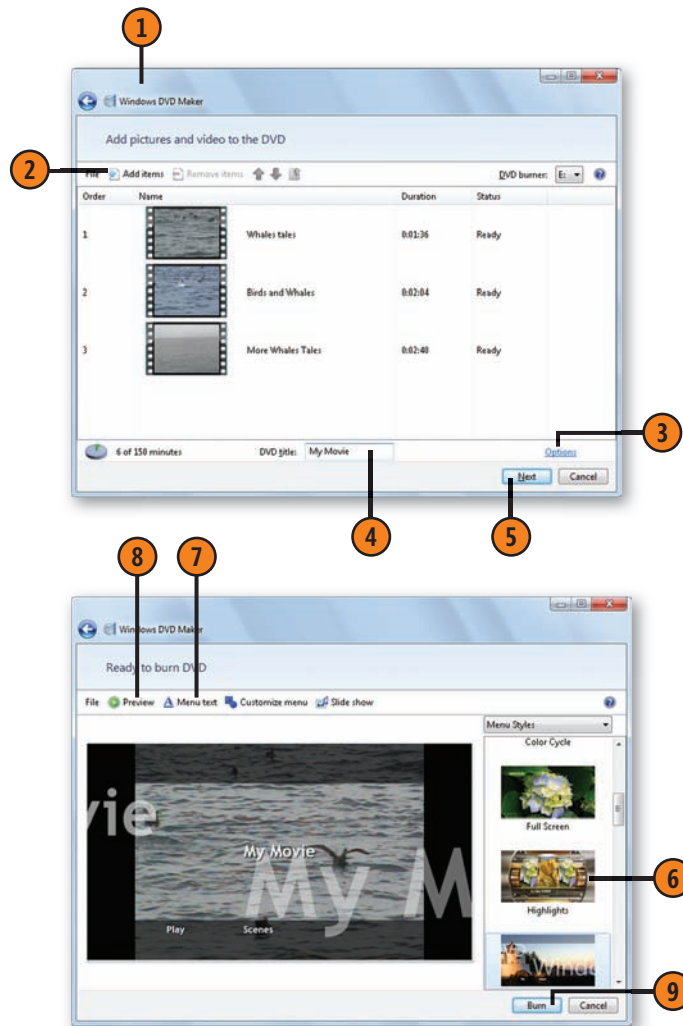 1
Windows DVD Maker
Add pictures and video to the DVD
2
File Add items Remove items DVD burner: E:
Order Name Duration Status
1 Whales tales 0:01:36 Ready
2 Birds and Whales 0:02:04 Ready
3 More Whales Tales 0:02:40 Ready
3
6 of 150 minutes DVD title: My Movie Options
Next Cancel
4 5
8 7
Windows DVD Maker
Ready to burn DVD
File Preview Menu text Customize menu Slide show
Menu Styles
Color Cycle
Full Screen
vie
My Movie
My M
6
Highlights
Play Scenes
Windo
9
Burn Cancel